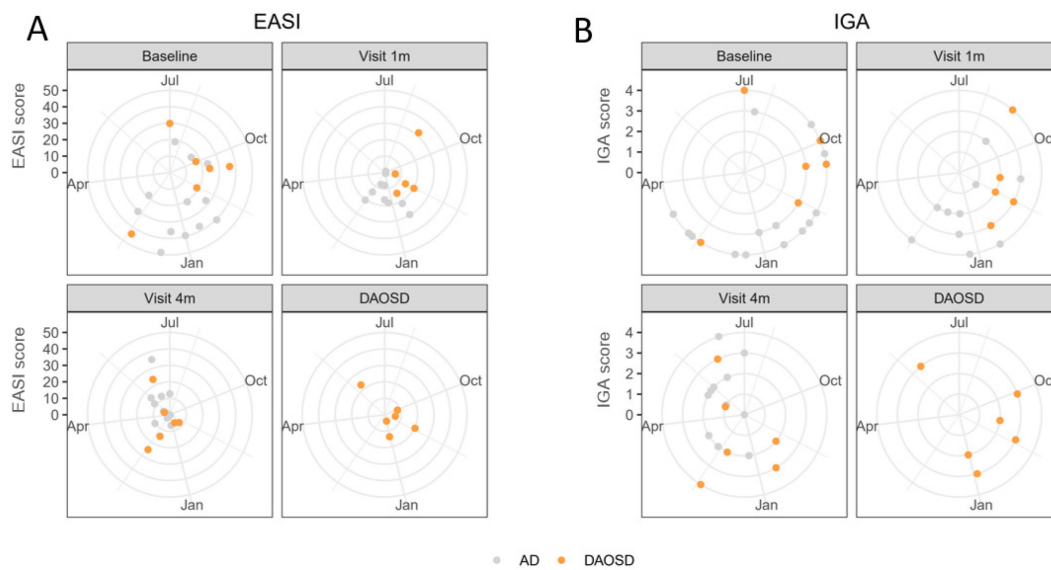 A
EASI
B
IGA
Baseline
Visit 1m
Baseline
Visit 1m
EASI score
50
40
30
20
10
0
Jul
Oct
Apr
Jan
Jul
Oct
Apr
Jan
IGA score
4
3
2
1
0
Jul
Oct
Apr
Jan
Jul
Oct
Apr
Jan
Visit 4m
DAOSD
Visit 4m
DAOSD
EASI score
50
40
30
20
10
0
Jul
Oct
Apr
Jan
Jul
Oct
Apr
Jan
IGA score
4
3
2
1
0
Jul
Oct
Apr
Jan
Jul
Oct
Apr
Jan
AD
DAOSD